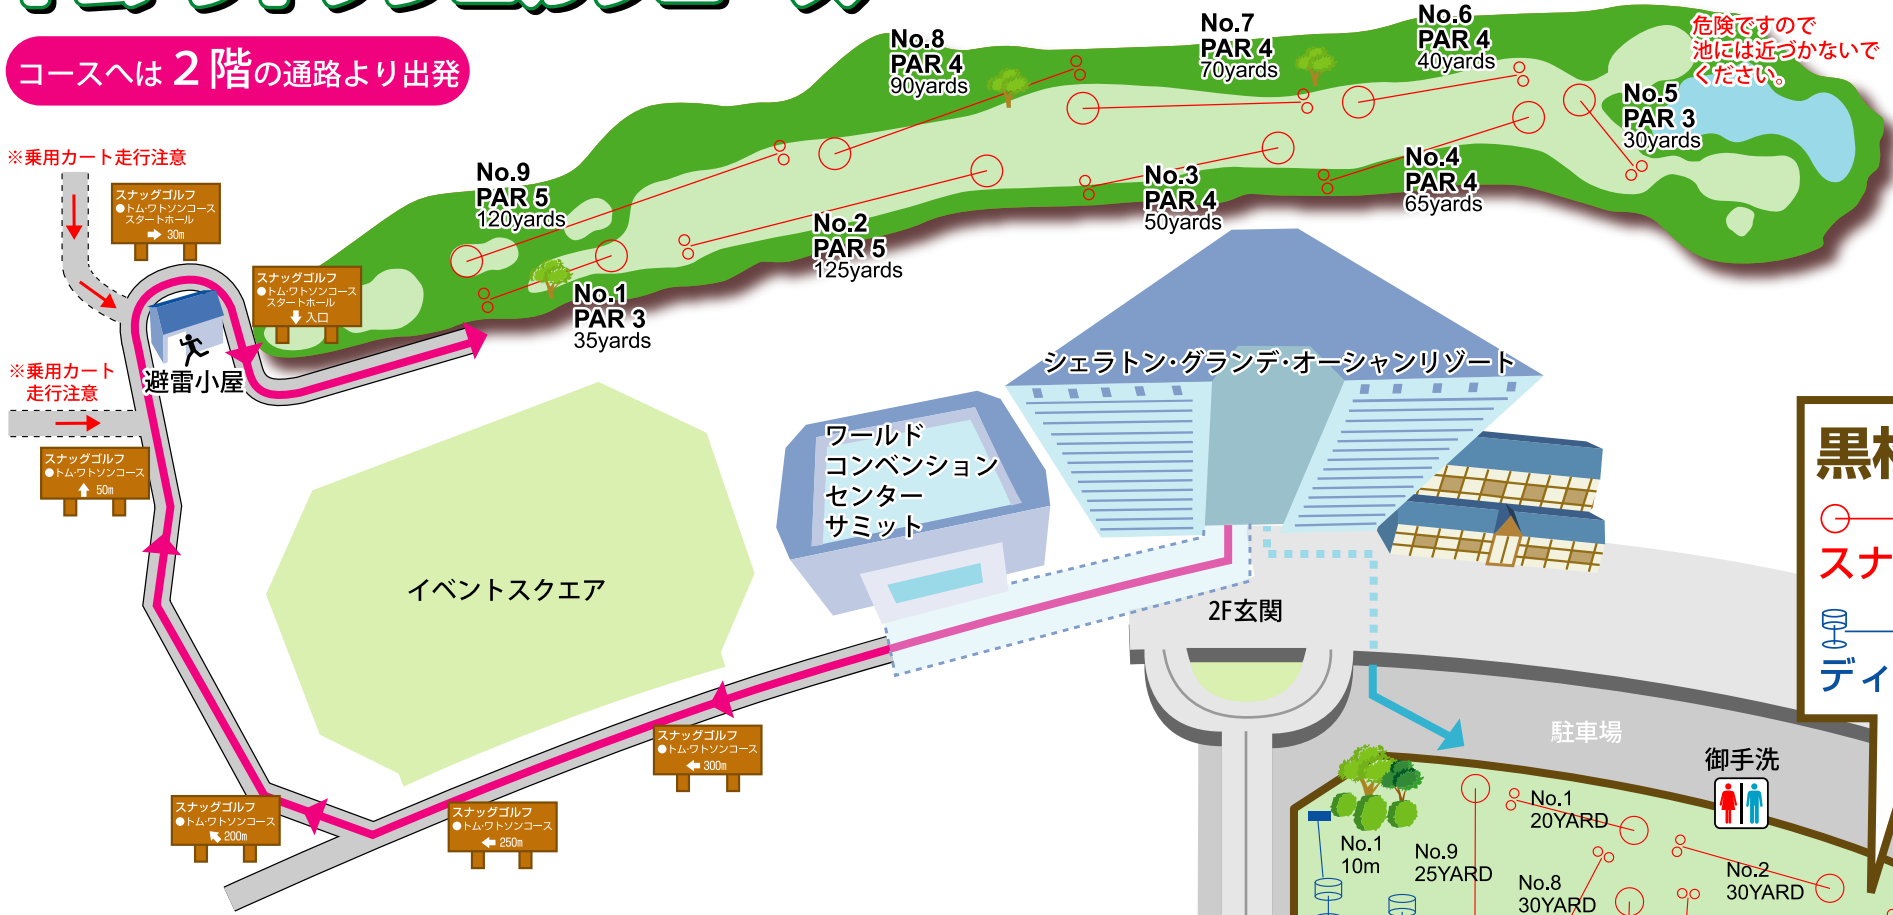 コースへは2階の通路より出発
No.8
PAR 4
90yards
No.7
PAR 4
70yards
No.6
PAR 4
40yards
危険ですので
池には近づかないで
ください。
No.5
PAR 3
30yards
※乗用カート走行注意
スナッグゴルフ
●トム・ワトソンコース
スタートホール
➡ 30m
No.9
PAR 5
120yards
No.2
PAR 5
125yards
No.3
PAR 4
50yards
No.4
PAR 4
65yards
スナッグゴルフ
●トム・ワトソンコース
スタートホール
⬇ 入口
No.1
PAR 3
35yards
※乗用カート
走行注意
避雷小屋
シェラトン・グランデ・オーシャンリゾート
ワールド
コンベンション
センター
サミット
スナッグゴルフ
●トム・ワトソンコース
⬆ 50m
イベントスクエア
2F玄関
スナ
ディ
駐車場
御手洗
スナッグゴルフ
●トム・ワトソンコース
⬅ 300m
スナッグゴルフ
●トム・ワトソンコース
⬅ 250m
スナッグゴルフ
●トム・ワトソンコース
↖ 200m
No.1
20YARD
No.1
10m
No.9
25YARD
No.8
30YARD
No.2
30YARD